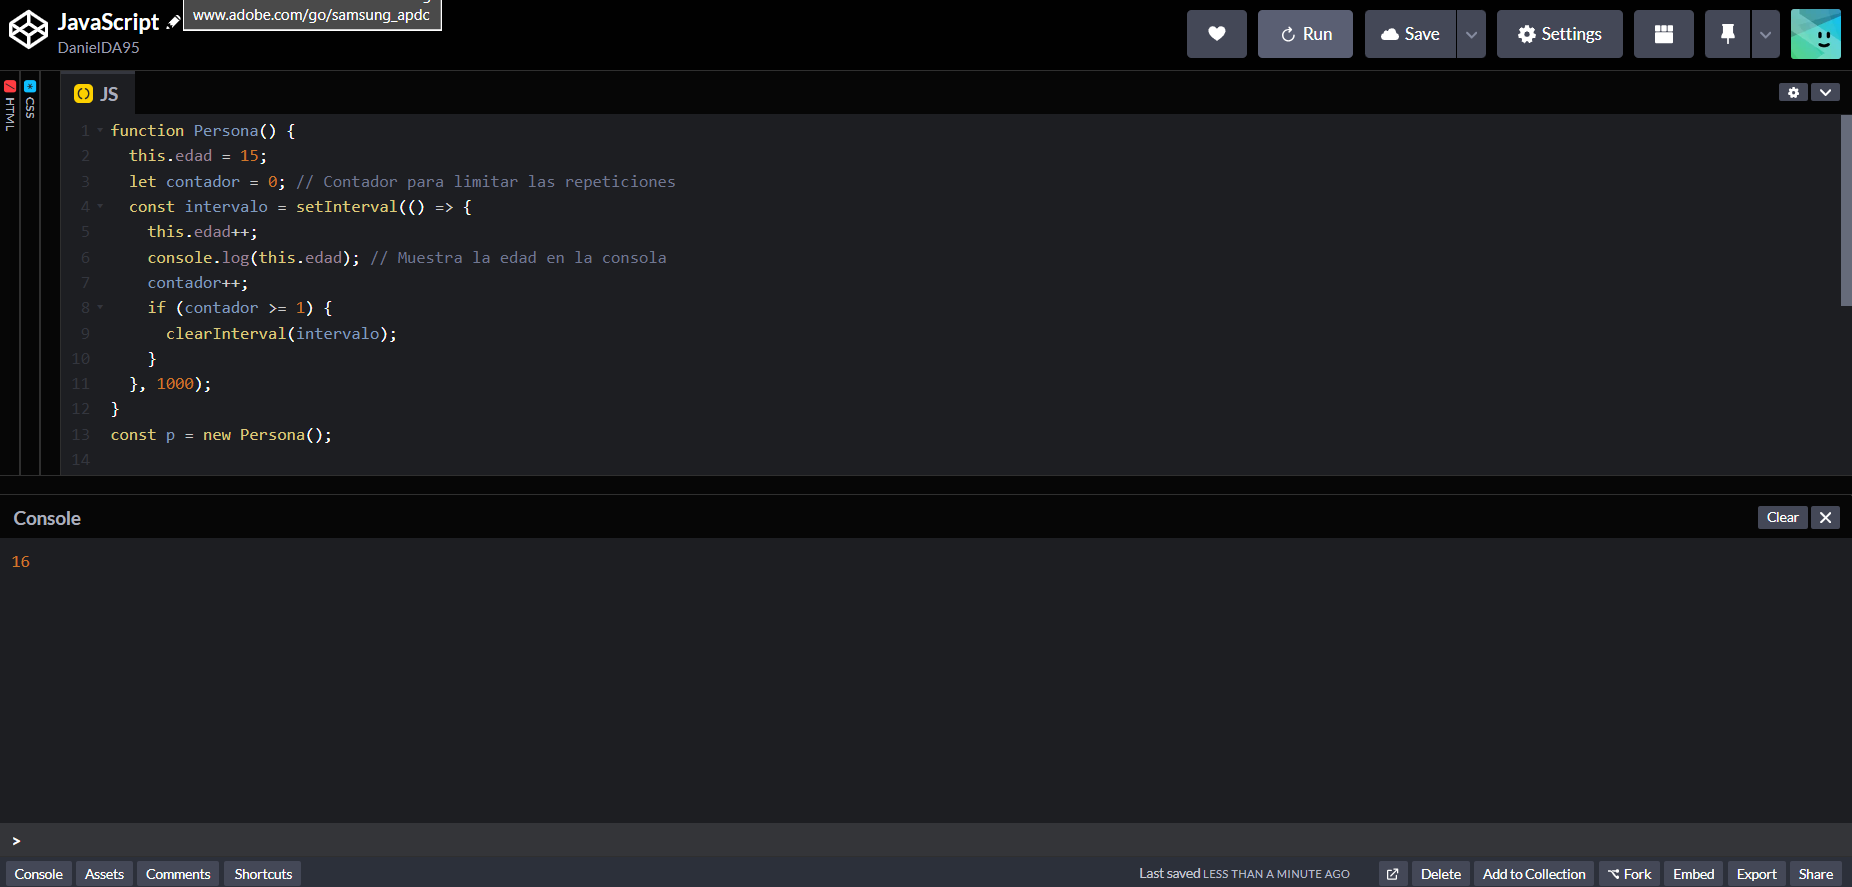 JavaScript
www.adobe.com/go/samsung_apdc
DanielDA95
Run
Save
Settings
HTML
CSS
JS
1 function Persona() {
2 this.edad = 15;
3 let contador = 0; // Contador para limitar las repeticiones
4 const intervalo = setInterval(() => {
5 this.edad++;
6 console.log(this.edad); // Muestra la edad en la consola
7 contador++;
8 if (contador >= 1) {
9 clearInterval(intervalo);
10 }
11 }, 1000);
12 }
13 const p = new Persona();
14
Console
Clear
16
>
Console Assets Comments Shortcuts Last saved LESS THAN A MINUTE AGO Delete Add to Collection Fork Embed Export Share